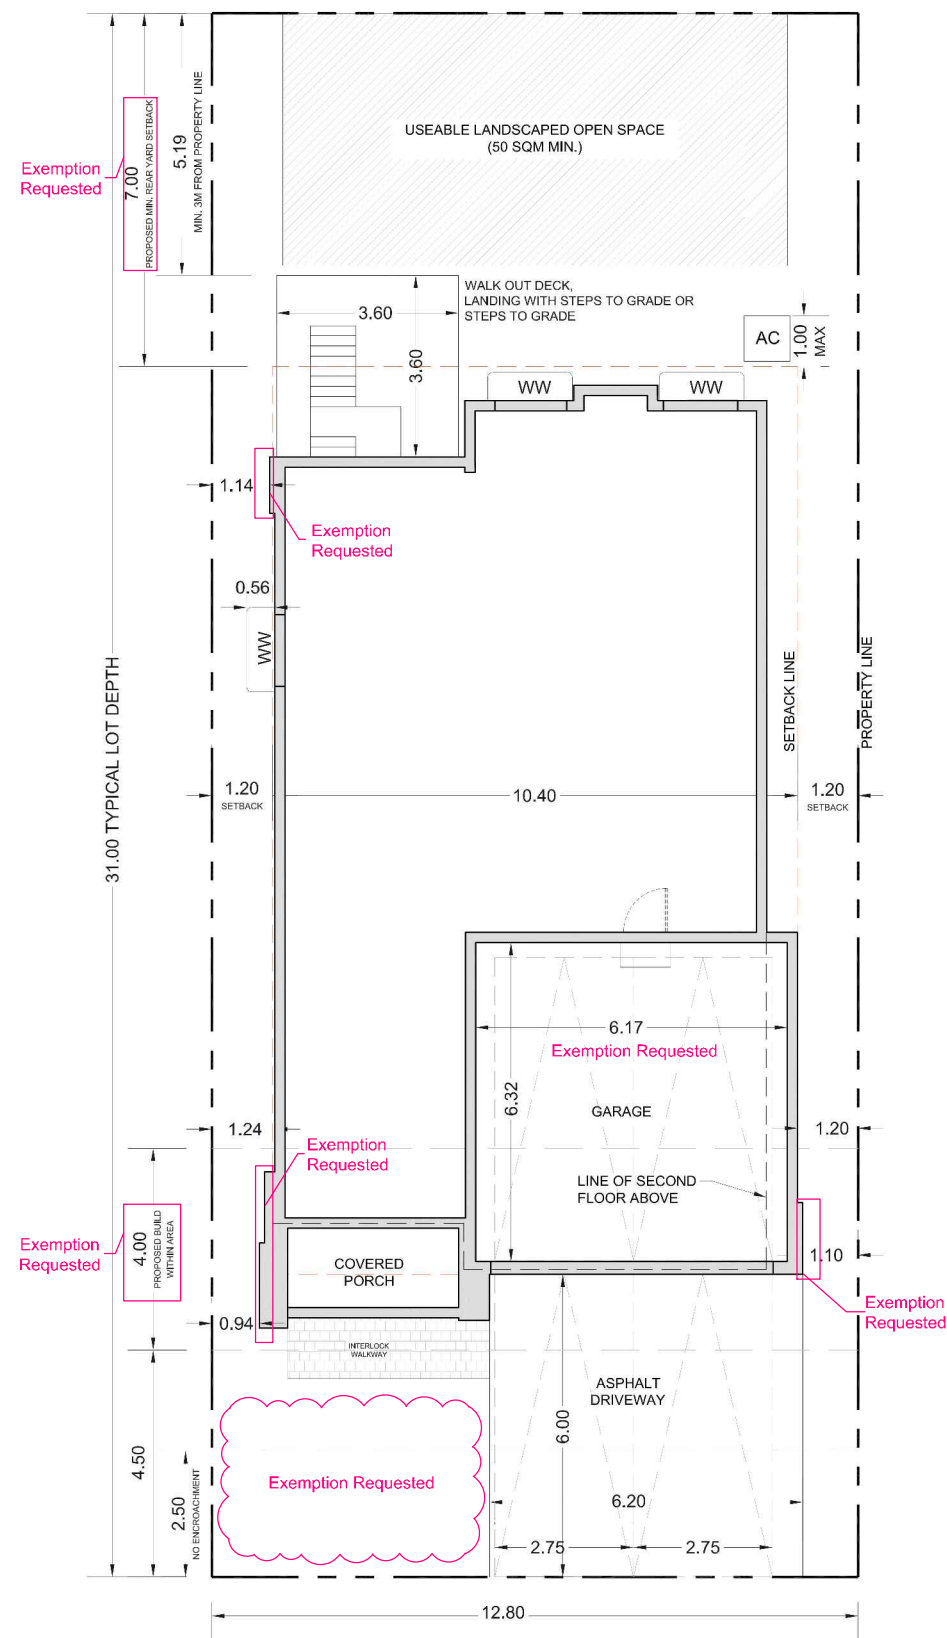 USEABLE LANDSCAPED OPEN SPACE
(50 SQM MIN.)
Exemption
Requested
7.00
PROPOSED MIN. REAR YARD SETBACK
5.19
MIN. 3M FROM PROPERTY LINE
WALK OUT DECK,
LANDING WITH STEPS TO GRADE OR
STEPS TO GRADE
3.60
3.60
AC
1.00
MAX
WW
WW
1.14
Exemption
Requested
0.56
WW
31.00 TYPICAL LOT DEPTH
SETBACK LINE
PROPERTY LINE
1.20
SETBACK
10.40
1.20
SETBACK
6.17
Exemption Requested
6.32
GARAGE
1.24
Exemption
Requested
1.20
LINE OF SECOND
FLOOR ABOVE
Exemption
Requested
4.00
PROPOSED BUILD
WITHIN AREA
COVERED
PORCH
1.10
Exemption
Requested
0.94
INTERLOCK
WALKWAY
ASPHALT
DRIVEWAY
6.00
4.50
2.50
NO ENCROACHMENT
Exemption Requested
6.20
2.75
2.75
12.80